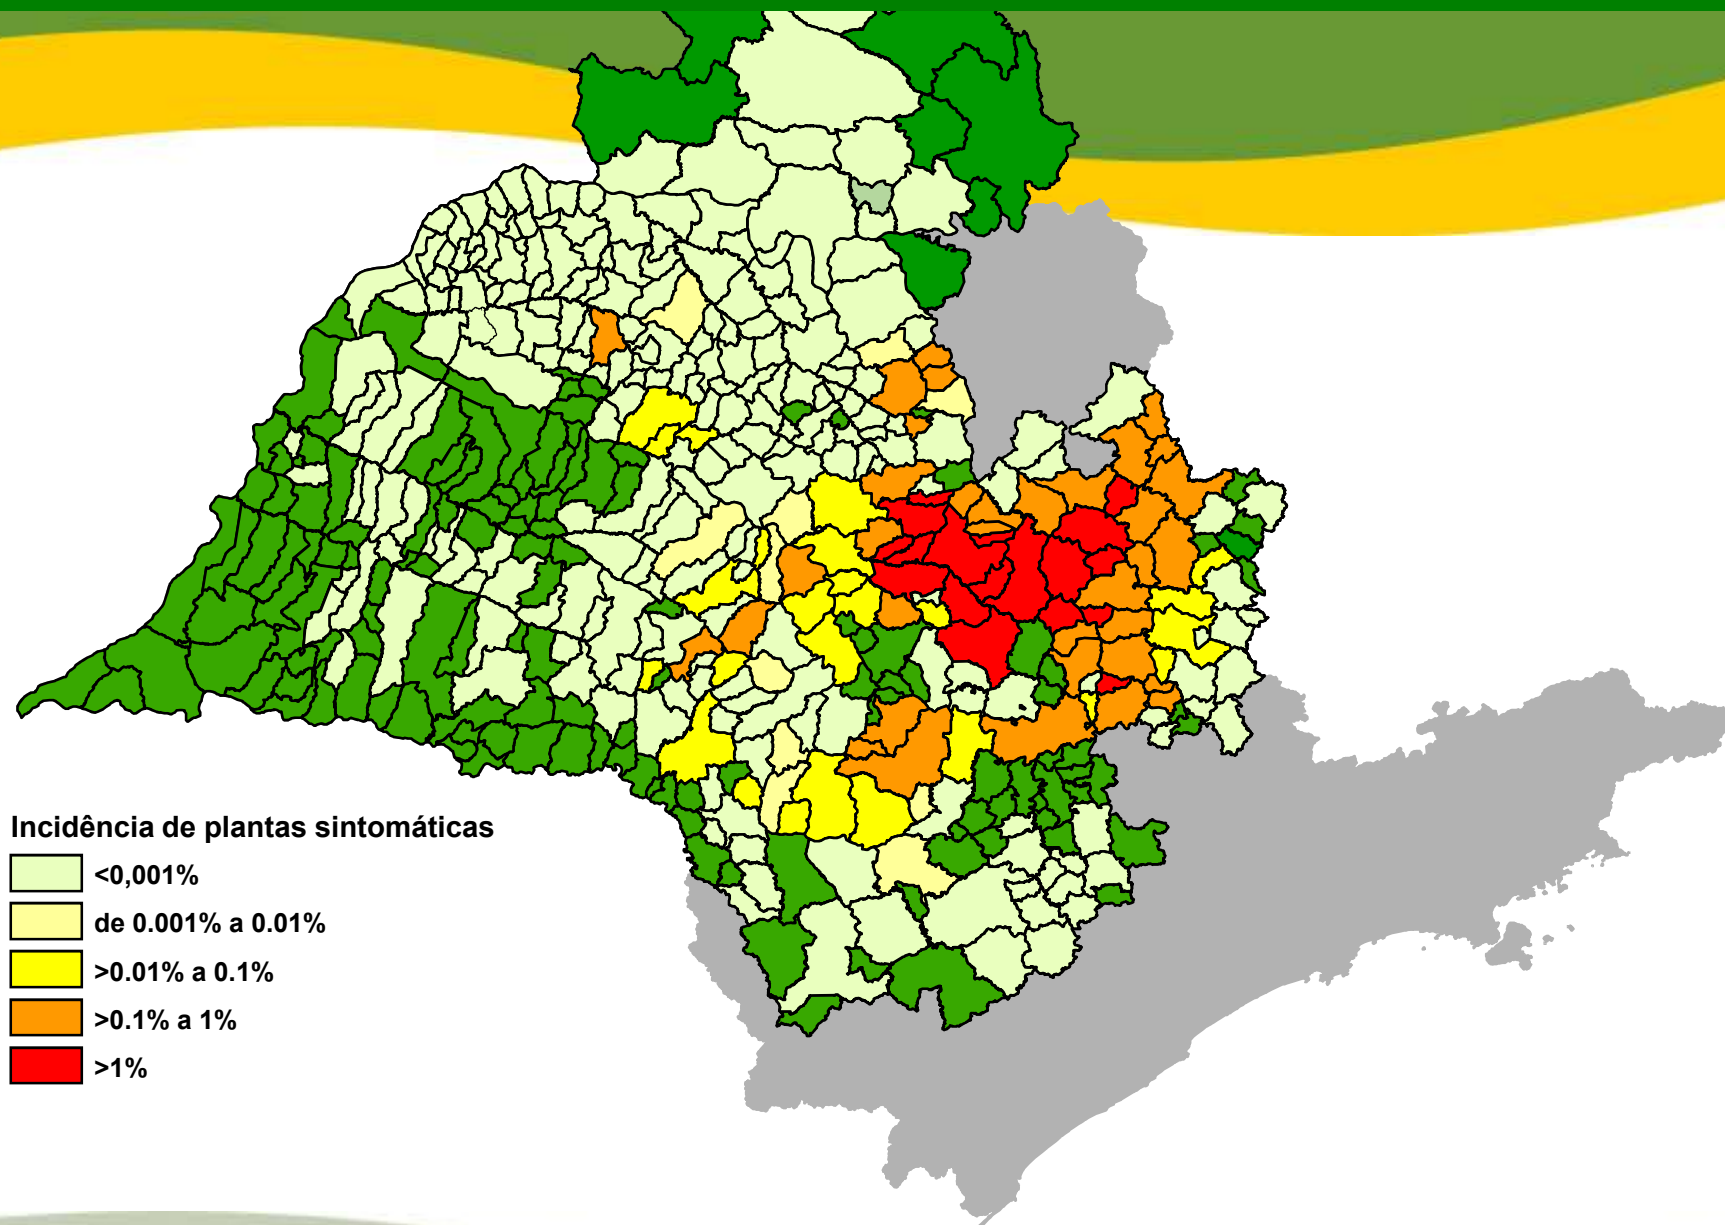 Incidência de plantas sintomáticas
<0,001%
de 0.001% a 0.01%
>0.01% a 0.1%
>0.1% a 1%
>1%